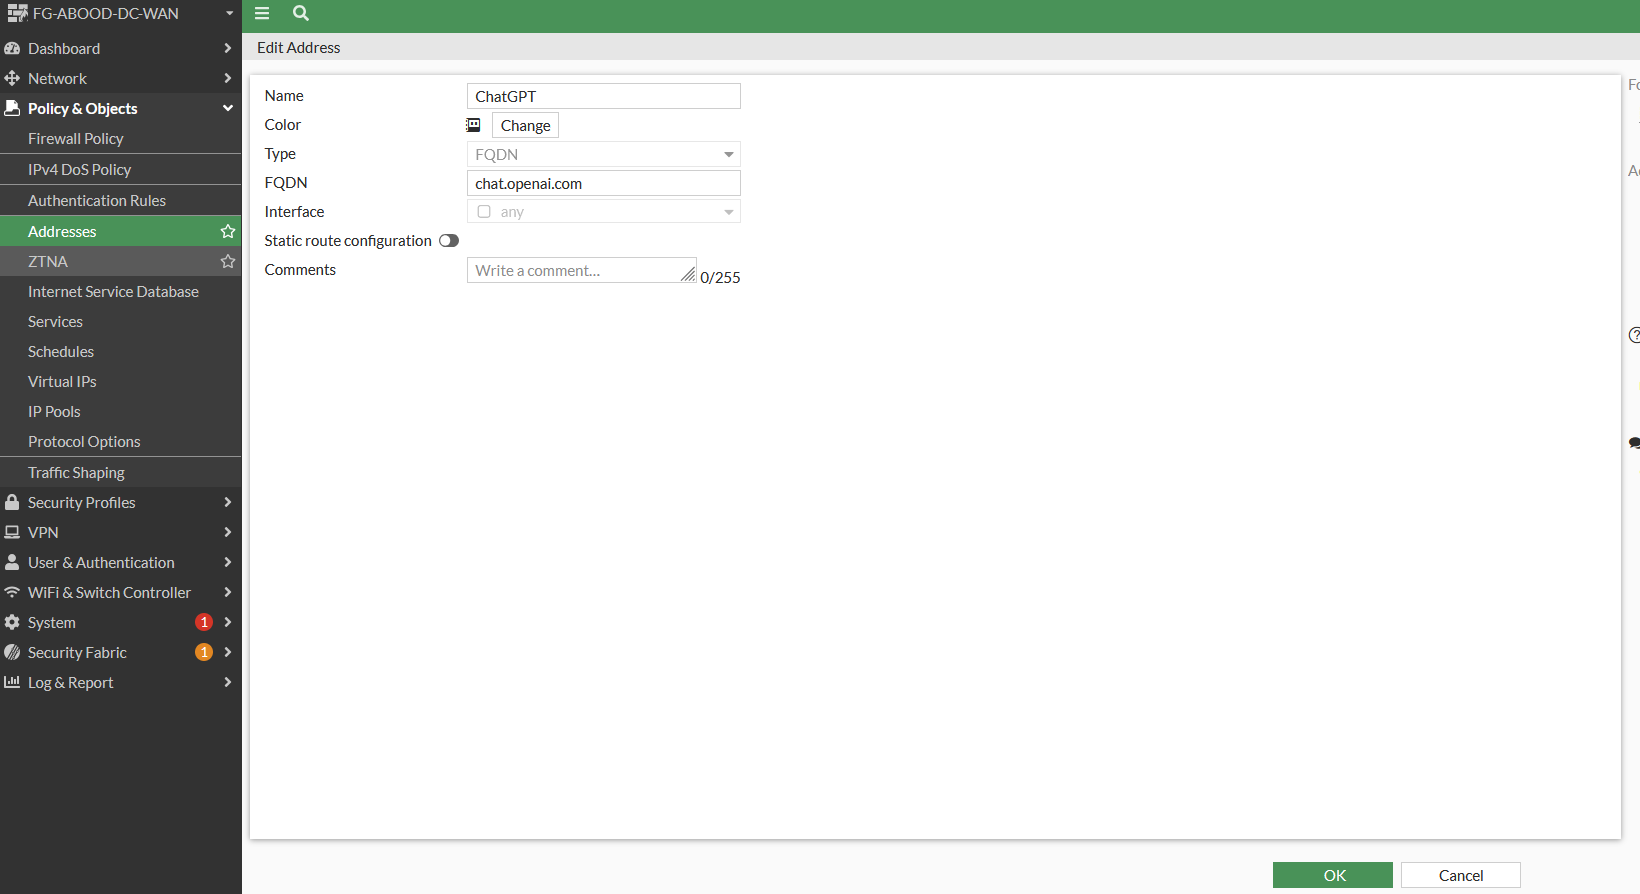 FG-ABOOD-DC-WAN
Dashboard
Network
Policy & Objects
Firewall Policy
IPv4 DoS Policy
Authentication Rules
Addresses
ZTNA
Internet Service Database
Services
Schedules
Virtual IPs
IP Pools
Protocol Options
Traffic Shaping
Security Profiles
VPN
User & Authentication
WiFi & Switch Controller
System 1
Security Fabric 1
Log & Report
Edit Address
Name ChatGPT
Color Change
Type FQDN
FQDN chat.openai.com
Interface any
Static route configuration
Comments Write a comment... 0/255
OK Cancel